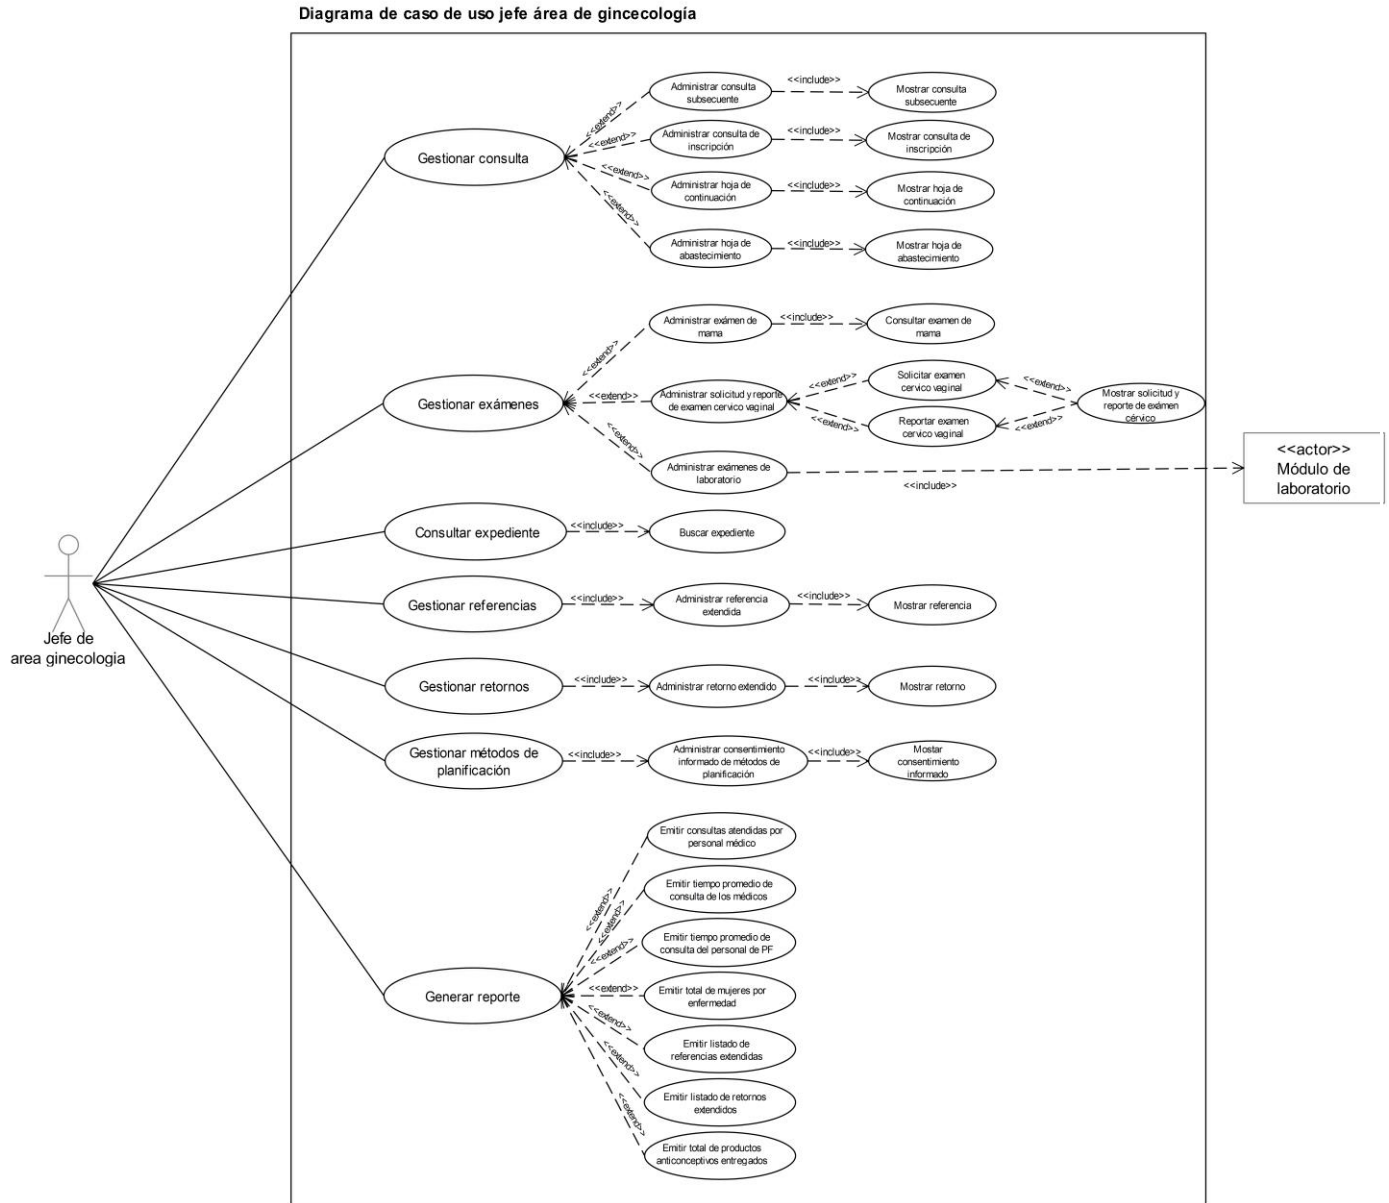 Diagrama de caso de uso jefe área de gincecología
Administrar consulta
subsecuente
<<include>>
Mostrar consulta
subsecuente
<<extend>>
Gestionar consulta
<<extend>>
Administrar consulta de
inscripción
<<include>>
Mostrar consulta de
inscripción
<<extend>>
Administrar hoja de
continuación
<<include>>
Mostrar hoja de
continuación
<<extend>>
Administrar hoja de
abastecimiento
<<include>>
Mostrar hoja de
abastecimiento
Administrar exámen de
mama
<<include>>
Consultar examen de
mama
<<extend>>
Gestionar exámenes
<<extend>>
Administrar solicitud y reporte
de examen cervico vaginal
<<extend>>
Solicitar examen
cervico vaginal
<<extend>>
Mostrar solicitud y
reporte de exámen
cérvico
<<extend>>
Reportar examen
cervico vaginal
<<extend>>
<<extend>>
Administrar exámenes de
laboratorio
<<include>>
<<actor>>
Módulo de
laboratorio
Consultar expediente
<<include>>
Buscar expediente
Jefe de
area ginecologia
Gestionar referencias
<<include>>
Administrar referencia
extendida
<<include>>
Mostrar referencia
Gestionar retornos
<<include>>
Administrar retorno extendido
<<include>>
Mostrar retorno
Gestionar métodos de
planificación
<<include>>
Administrar consentimiento
informado de métodos de
planificación
<<include>>
Mostar
consentimiento
informado
Generar reporte
<<extend>>
Emitir consultas atendidas por
personal médico
<<extend>>
Emitir tiempo promedio de
consulta de los médicos
<<extend>>
Emitir tiempo promedio de
consulta del personal de PF
<<extend>>
Emitir total de mujeres por
enfermedad
<<extend>>
Emitir listado de
referencias extendidas
<<extend>>
Emitir listado de retornos
extendidos
<<extend>>
Emitir total de productos
anticonceptivos entregados